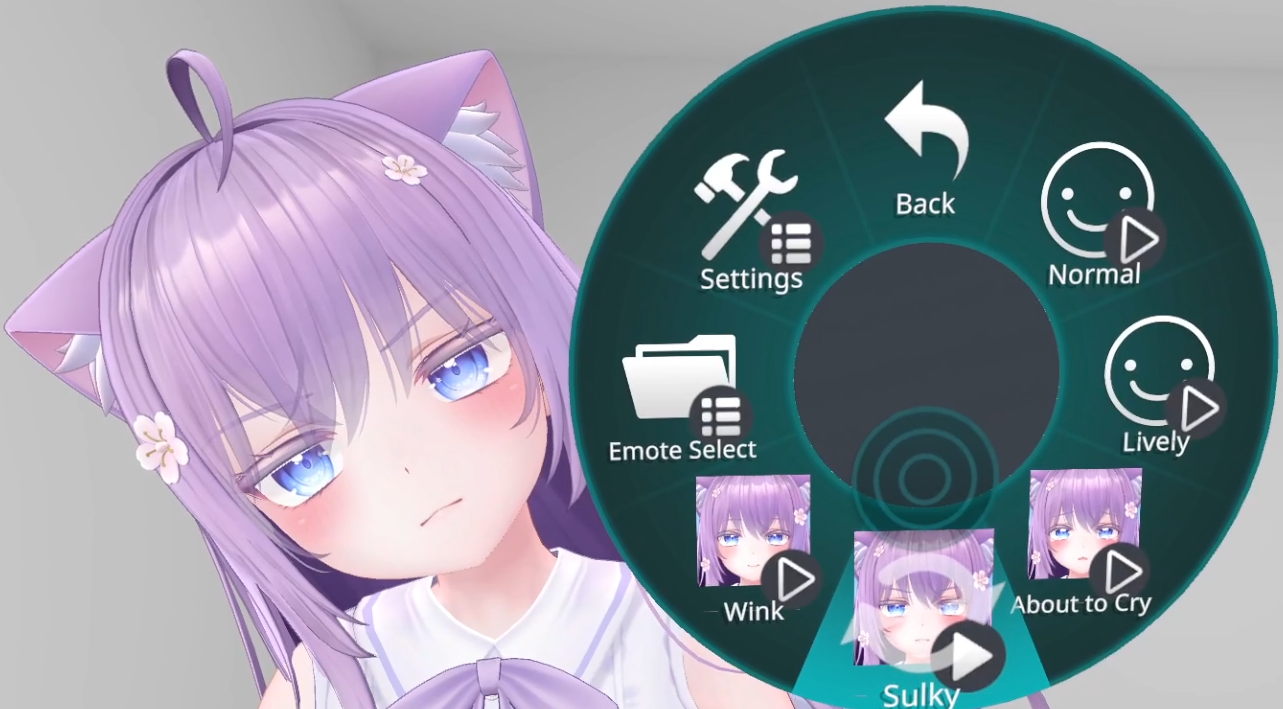 Back
Settings
Normal
Emote Select
Lively
Wink
About to Cry
Sulky